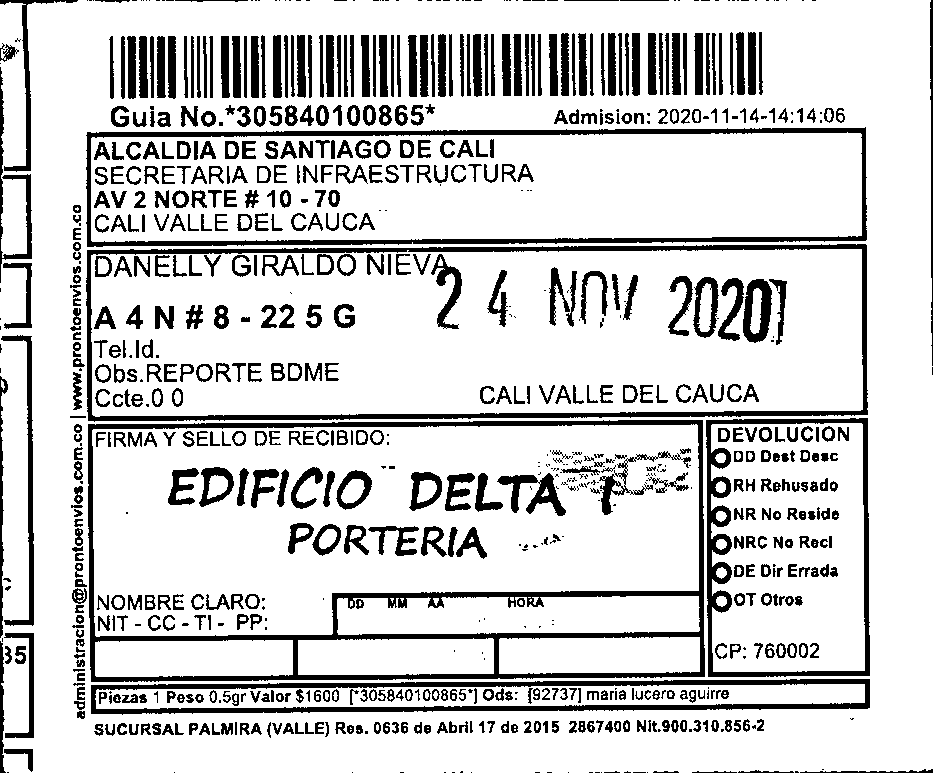 Guia No.*305840100865*
Admision: 2020-11-14-14:14:06
ALCALDIA DE SANTIAGO DE CALI
SECRETARIA DE INFRAESTRUCTURA
AV 2 NORTE # 10 - 70
CALI VALLE DEL CAUCA
DANELLY GIRALDO NIEVA
24 NOV 2020
A 4 N # 8 - 22 5 G
Tel.Id.
Obs.REPORTE BDME
Ccte.0 0
CALI VALLE DEL CAUCA
administracion@prontoenvios.com.co | www.prontoenvios.com.co
FIRMA Y SELLO DE RECIBIDO:
EDIFICIO DELTA I
PORTERIA
NOMBRE CLARO:
NIT - CC - TI - PP:
DD MM AA HORA
DEVOLUCION
DD Dest Desc
RH Rehusado
NR No Reside
NRC No Recl
DE Dir Errada
OT Otros
CP: 760002
Piezas 1 Peso 0.5gr Valor $1600 [*305840100865*] Ods: [92737] maria lucero aguirre
SUCURSAL PALMIRA (VALLE) Res. 0636 de Abril 17 de 2015 2867400 Nit.900.310.856-2
35